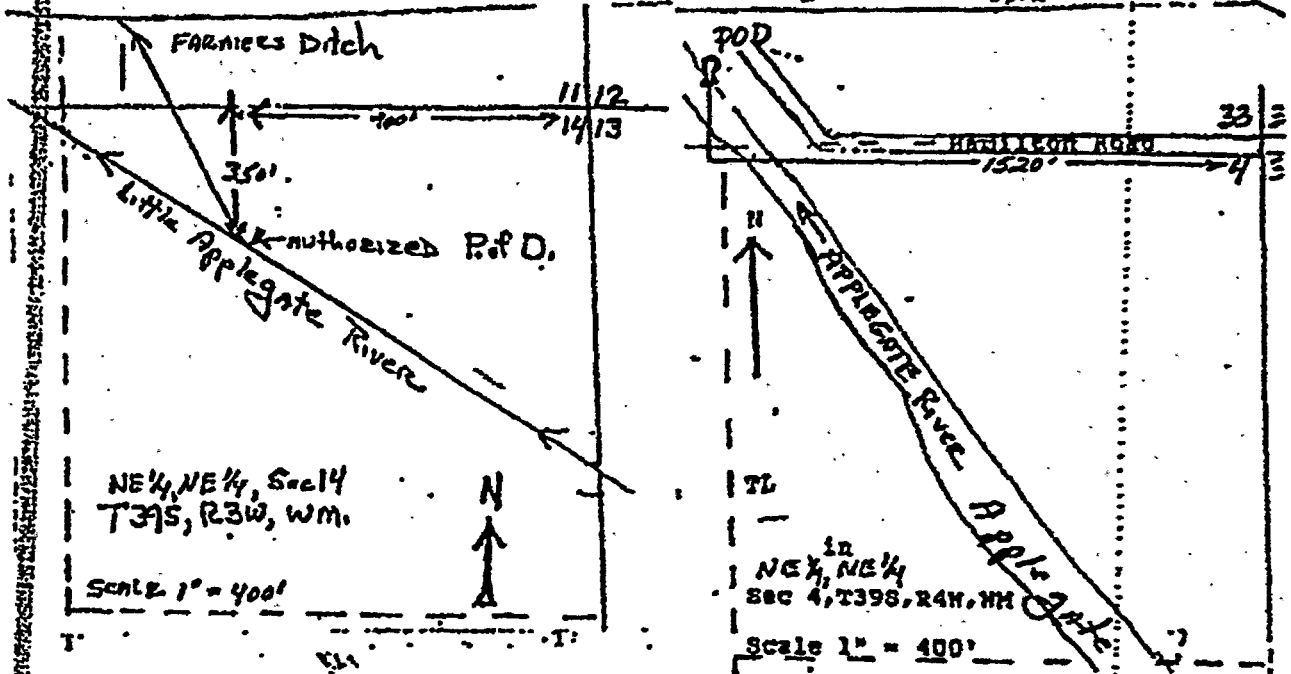 FARMERS Ditch
11 12
14 13
900'
350'.
Authorized P.of D.
Little Applegate River
NE¼, NE¼, Sec 14
T39S, R3W, WM.
N
Scale 1" = 400'
POD
33
HAMILTON ROAD
1520'
4
N
APPLEGATE River
Applegate
TL
in
NE¼, NE¼
Sec 4, T39S, R4W, WM
Scale 1" = 400'